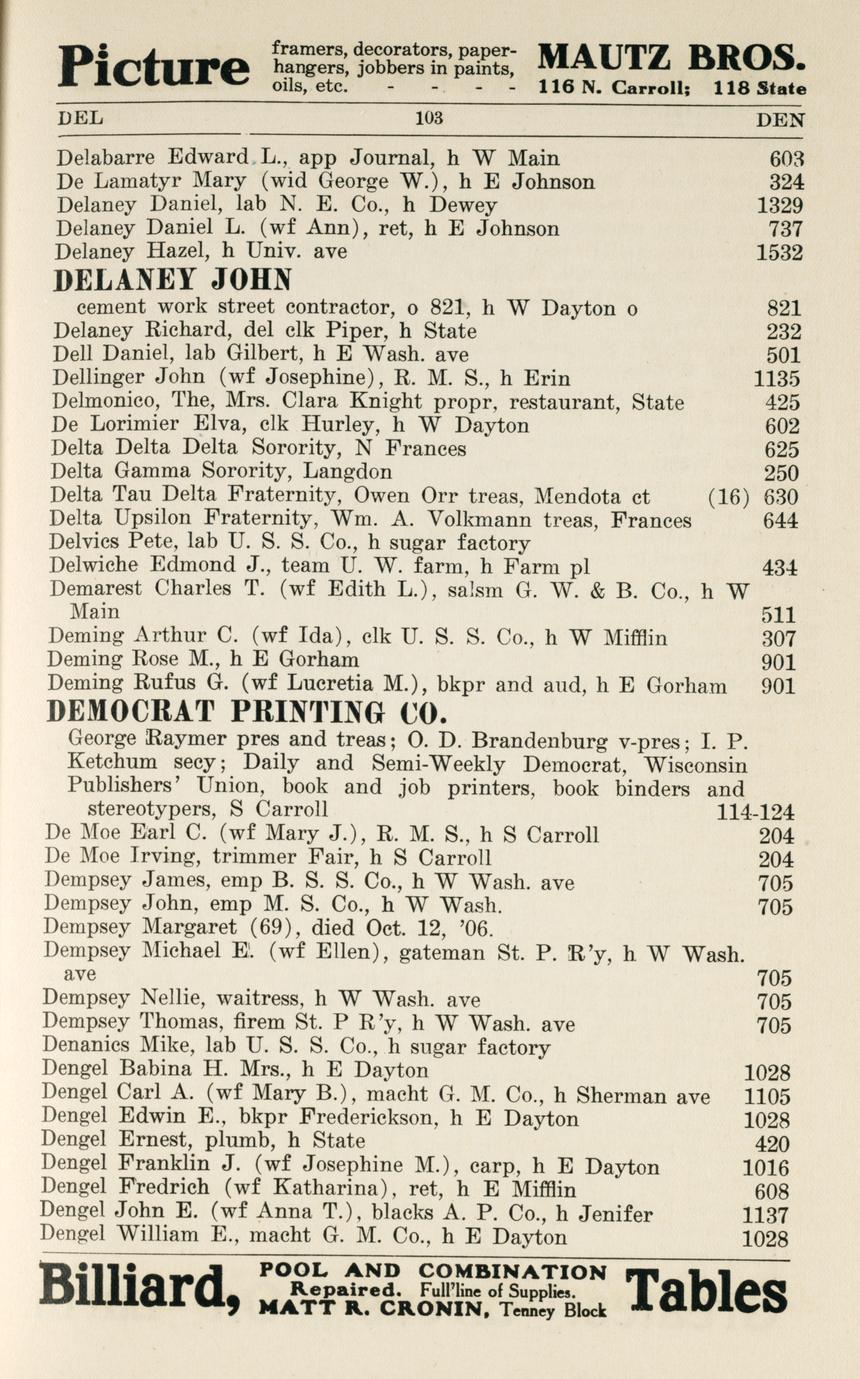 Picture framers, decorators, paper- MAUTZ BROS.
hangers, jobbers in paints,
oils, etc. - - - - 116 N. Carroll; 118 State
DEL 103 DEN
Delabarre Edward L., app Journal, h W Main 603
De Lamatyr Mary (wid George W.), h E Johnson 324
Delaney Daniel, lab N. E. Co., h Dewey 1329
Delaney Daniel L. (wf Ann), ret, h E Johnson 737
Delaney Hazel, h Univ. ave 1532
DELANEY JOHN
cement work street contractor, o 821, h W Dayton o 821
Delaney Richard, del clk Piper, h State 232
Dell Daniel, lab Gilbert, h E Wash. ave 501
Dellinger John (wf Josephine), R. M. S., h Erin 1135
Delmonico, The, Mrs. Clara Knight propr, restaurant, State 425
De Lorimier Elva, clk Hurley, h W Dayton 602
Delta Delta Delta Sorority, N Frances 625
Delta Gamma Sorority, Langdon 250
Delta Tau Delta Fraternity, Owen Orr treas, Mendota ct (16) 630
Delta Upsilon Fraternity, Wm. A. Volkmann treas, Frances 644
Delvics Pete, lab U. S. S. Co., h sugar factory
Delwiche Edmond J., team U. W. farm, h Farm pl 434
Demarest Charles T. (wf Edith L.), salsm G. W. & B. Co., h W
Main 511
Deming Arthur C. (wf Ida), clk U. S. S. Co., h W Mifflin 307
Deming Rose M., h E Gorham 901
Deming Rufus G. (wf Lucretia M.), bkpr and aud, h E Gorham 901
DEMOCRAT PRINTING CO.
George Raymer pres and treas; O. D. Brandenburg v-pres; I. P.
Ketchum secy; Daily and Semi-Weekly Democrat, Wisconsin
Publishers' Union, book and job printers, book binders and
stereotypers, S Carroll 114-124
De Moe Earl C. (wf Mary J.), R. M. S., h S Carroll 204
De Moe Irving, trimmer Fair, h S Carroll 204
Dempsey James, emp B. S. S. Co., h W Wash. ave 705
Dempsey John, emp M. S. Co., h W Wash. 705
Dempsey Margaret (69), died Oct. 12, '06.
Dempsey Michael E. (wf Ellen), gateman St. P. R'y, h W Wash.
ave 705
Dempsey Nellie, waitress, h W Wash. ave 705
Dempsey Thomas, firem St. P R'y, h W Wash. ave 705
Denanics Mike, lab U. S. S. Co., h sugar factory
Dengel Babina H. Mrs., h E Dayton 1028
Dengel Carl A. (wf Mary B.), macht G. M. Co., h Sherman ave 1105
Dengel Edwin E., bkpr Frederickson, h E Dayton 1028
Dengel Ernest, plumb, h State 420
Dengel Franklin J. (wf Josephine M.), carp, h E Dayton 1016
Dengel Fredrich (wf Katharina), ret, h E Mifflin 608
Dengel John E. (wf Anna T.), blacks A. P. Co., h Jenifer 1137
Dengel William E., macht G. M. Co., h E Dayton 1028
Billiard, POOL AND COMBINATION Tables
Repaired. Full line of Supplies.
MATT R. CRONIN, Tenney Block